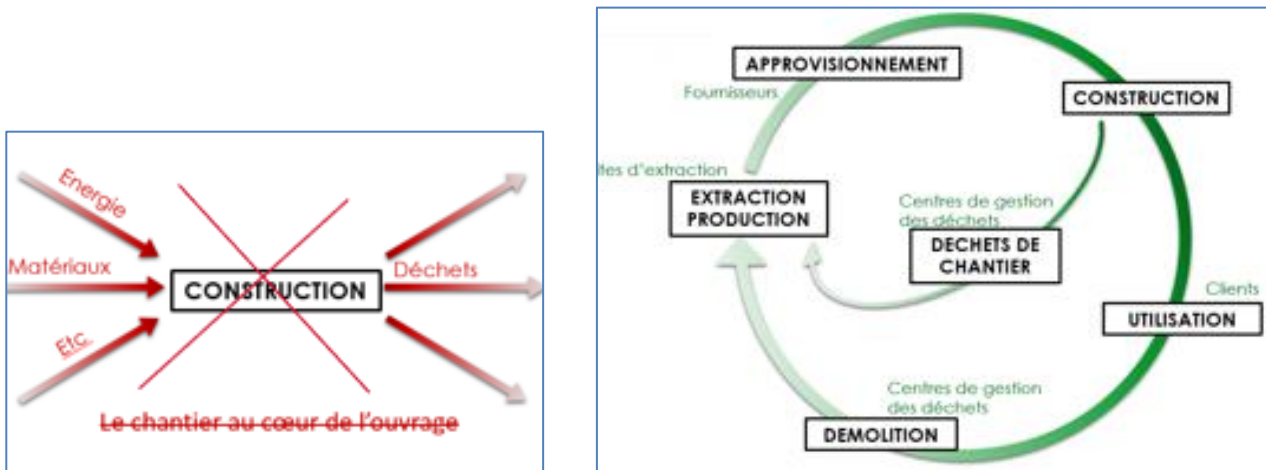 Energie
Matériaux
Etc.
CONSTRUCTION
Déchets
Le chantier au cœur de l'ouvrage
APPROVISIONNEMENT
Fournisseurs
CONSTRUCTION
ites d'extraction
EXTRACTION
PRODUCTION
Centres de gestion
des déchets
DECHETS DE
CHANTIER
Clients
UTILISATION
Centres de gestion
des déchets
DEMOLITION